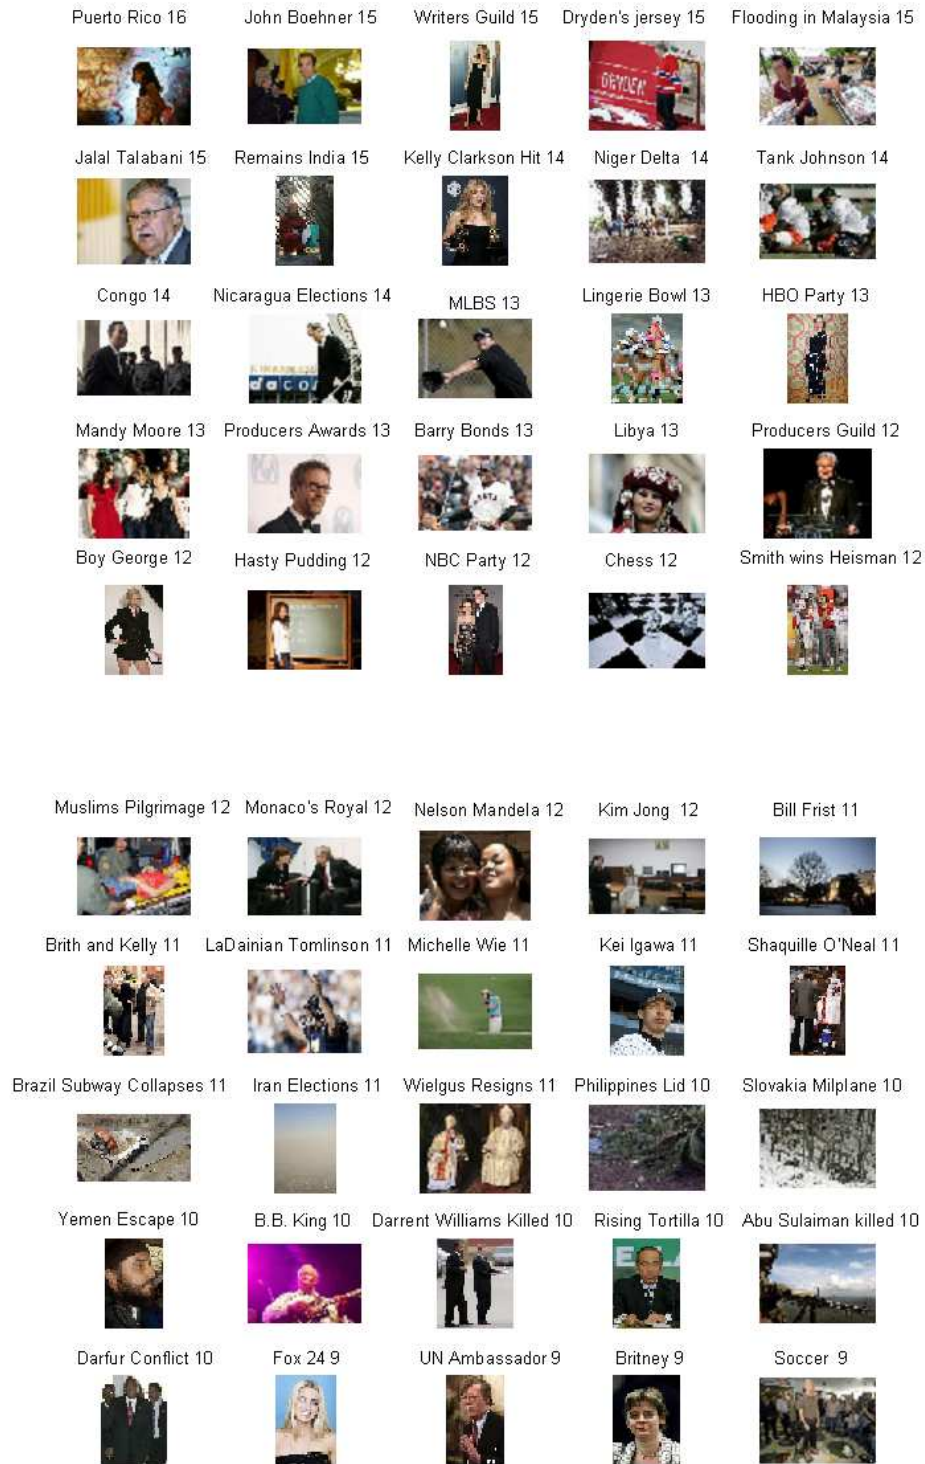 Puerto Rico 16 John Boehner 15 Writers Guild 15 Dryden's jersey 15 Flooding in Malaysia 15
DRYDEN
Jalal Talabani 15 Remains India 15 Kelly Clarkson Hit 14 Niger Delta 14 Tank Johnson 14
Congo 14 Nicaragua Elections 14 MLBS 13 Lingerie Bowl 13 HBO Party 13
Mandy Moore 13 Producers Awards 13 Barry Bonds 13 Libya 13 Producers Guild 12
Boy George 12 Hasty Pudding 12 NBC Party 12 Chess 12 Smith wins Heisman 12
Muslims Pilgrimage 12 Monaco's Royal 12 Nelson Mandela 12 Kim Jong 12 Bill Frist 11
Brith and Kelly 11 LaDainian Tomlinson 11 Michelle Wie 11 Kei Igawa 11 Shaquille O'Neal 11
Brazil Subway Collapses 11 Iran Elections 11 Wielgus Resigns 11 Philippines Lid 10 Slovakia Milplane 10
Yemen Escape 10 B.B. King 10 Darrent Williams Killed 10 Rising Tortilla 10 Abu Sulaiman killed 10
Darfur Conflict 10 Fox 24 9 UN Ambassador 9 Britney 9 Soccer 9